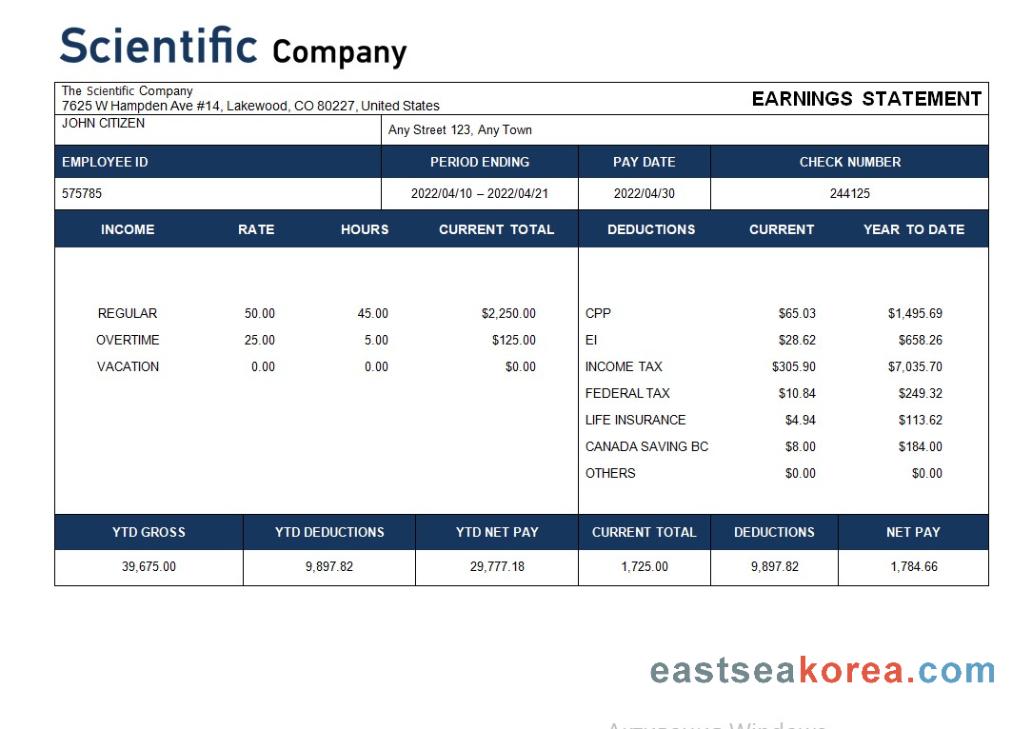 Scientific Company
The Scientific Company
7625 W Hampden Ave #14, Lakewood, CO 80227, United States
EARNINGS STATEMENT
JOHN CITIZEN
Any Street 123, Any Town
EMPLOYEE ID PERIOD ENDING PAY DATE CHECK NUMBER
575785 2022/04/10 – 2022/04/21 2022/04/30 244125
INCOME RATE HOURS CURRENT TOTAL DEDUCTIONS CURRENT YEAR TO DATE
REGULAR 50.00 45.00 $2,250.00 CPP $65.03 $1,495.69
OVERTIME 25.00 5.00 $125.00 EI $28.62 $658.26
VACATION 0.00 0.00 $0.00 INCOME TAX $305.90 $7,035.70
FEDERAL TAX $10.84 $249.32
LIFE INSURANCE $4.94 $113.62
CANADA SAVING BC $8.00 $184.00
OTHERS $0.00 $0.00
YTD GROSS YTD DEDUCTIONS YTD NET PAY CURRENT TOTAL DEDUCTIONS NET PAY
39,675.00 9,897.82 29,777.18 1,725.00 9,897.82 1,784.66
eastseakorea.com
Активация Windows